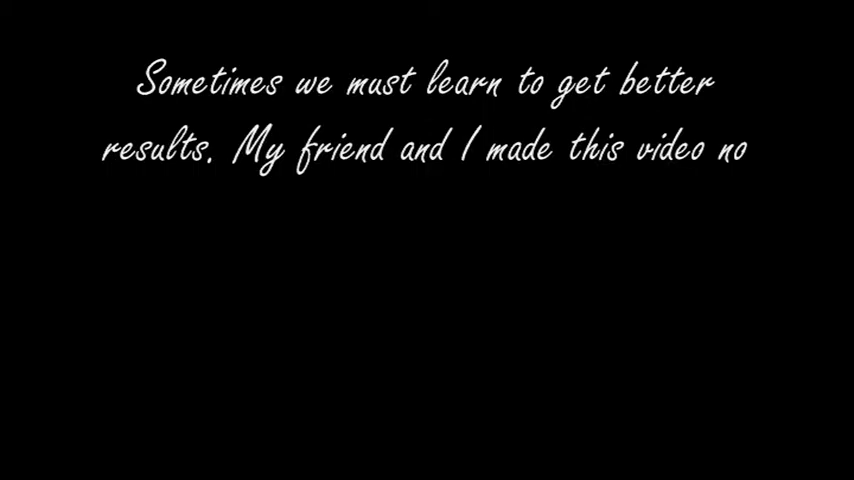 Sometimes we must learn to get better
results. My friend and I made this video no